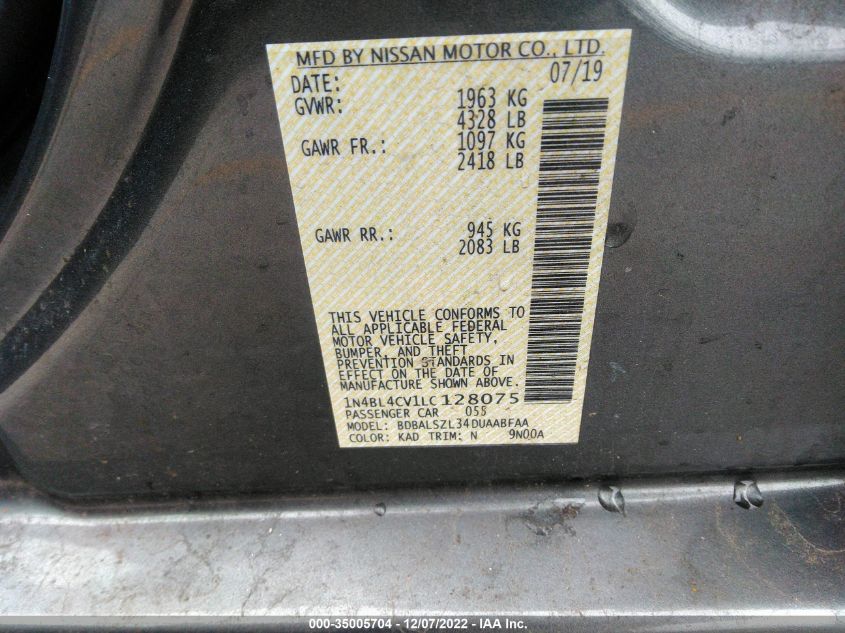 MFD BY NISSAN MOTOR CO., LTD.
DATE: 07/19
GVWR: 1963 KG
4328 LB
GAWR FR.: 1097 KG
2418 LB
GAWR RR.: 945 KG
2083 LB
THIS VEHICLE CONFORMS TO
ALL APPLICABLE FEDERAL
MOTOR VEHICLE SAFETY,
BUMPER, AND THEFT
PREVENTION STANDARDS IN
EFFECT ON THE DATE OF
MANUFACTURE SHOWN ABOVE.
1N4BL4CV1LC128075
PASSENGER CAR 055
MODEL: BDBALSZL34DUAABFAA
COLOR: KAD TRIM: N 9N00A
000-35005704 - 12/07/2022 - IAA Inc.